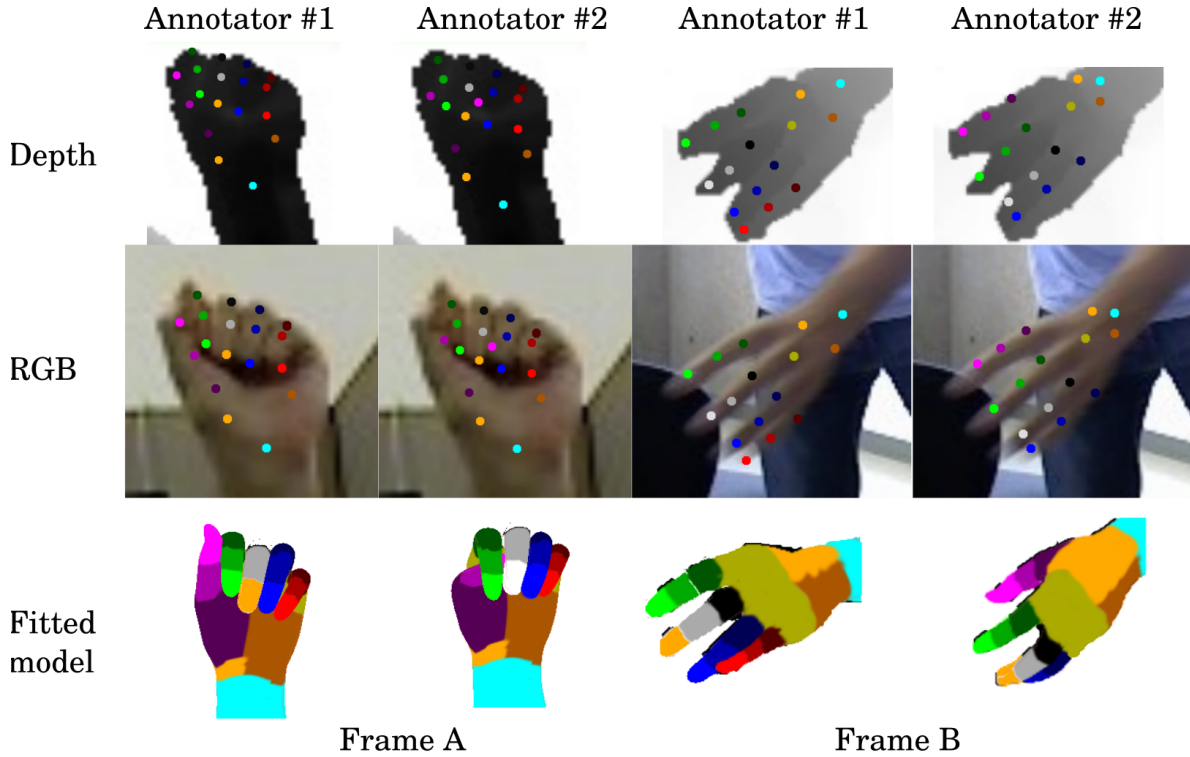 Annotator #1 Annotator #2 Annotator #1 Annotator #2
Depth
RGB
Fitted
model
Frame A Frame B